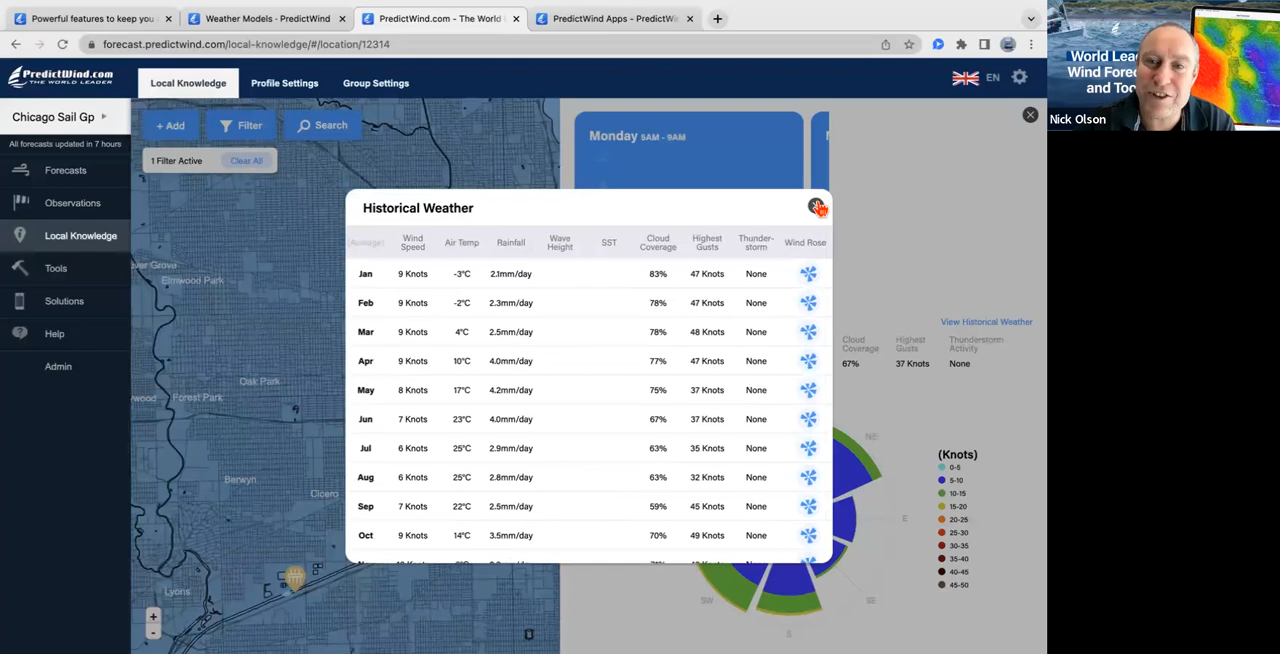 Powerful features to keep you
Weather Models - PredictWind
PredictWind.com - The World
PredictWind Apps - PredictWi
forecast.predictwind.com/local-knowledge/#/location/12314
PredictWind.com
THE WORLD LEADER
Local Knowledge
Profile Settings
Group Settings
EN
Chicago Sail Gp
All forecasts updated in 7 hours
Forecasts
Observations
Local Knowledge
Tools
Solutions
Help
Admin
+ Add
Filter
Search
1 Filter Active
Clear All
Elmwood Park
Oak Park
Forest Park
Berwyn
Cicero
Lyons
+
-
Monday 5AM - 9AM
Historical Weather
(Average) Wind Speed Air Temp Rainfall Wave Height SST Cloud Coverage Highest Gusts Thunder-storm Wind Rose
Jan 9 Knots -3°C 2.1mm/day 83% 47 Knots None
Feb 9 Knots -2°C 2.3mm/day 78% 47 Knots None
Mar 9 Knots 4°C 2.5mm/day 78% 48 Knots None
Apr 9 Knots 10°C 4.0mm/day 77% 47 Knots None
May 8 Knots 17°C 4.2mm/day 75% 37 Knots None
Jun 7 Knots 23°C 4.0mm/day 67% 37 Knots None
Jul 6 Knots 25°C 2.9mm/day 63% 35 Knots None
Aug 6 Knots 25°C 2.8mm/day 63% 32 Knots None
Sep 7 Knots 22°C 2.5mm/day 59% 45 Knots None
Oct 9 Knots 14°C 3.5mm/day 70% 49 Knots None
View Historical Weather
Cloud Coverage Highest Gusts Thunderstorm Activity
67% 37 Knots None
NE
E
SE
S
SW
(Knots)
0-5
5-10
10-15
15-20
20-25
25-30
30-35
35-40
40-45
45-50
World Lea
Wind Fore
and Too
Nick Olson